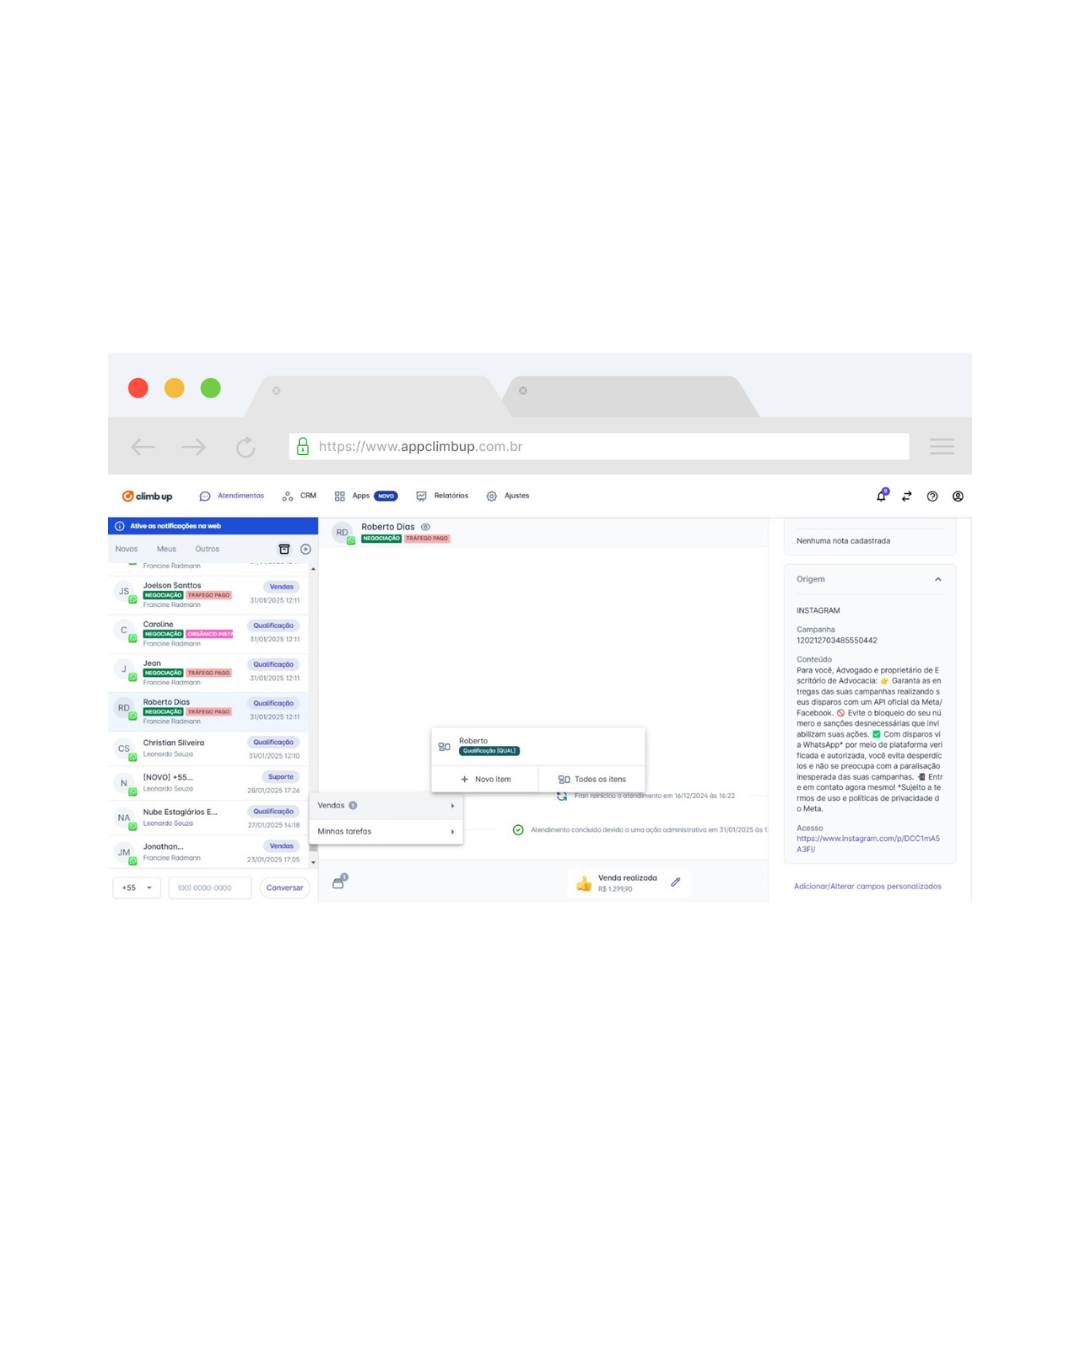 https://www.appclimbup.com.br
climb up
Atendimentos
CRM
Apps NOVO
Relatórios
Ajustes
Ative as notificações na web
Novos Meus Outros
Francine Radmann
JS Joelson Santtos Vendas
NEGOCIAÇÃO TRÁFEGO PAGO 31/01/2025 12:11
Francine Radmann
C Caroline Qualificação
NEGOCIAÇÃO 31/01/2025 12:11
Francine Radmann
J Jean Qualificação
NEGOCIAÇÃO TRÁFEGO PAGO 31/01/2025 12:11
Francine Radmann
RD Roberto Dias Qualificação
NEGOCIAÇÃO TRÁFEGO PAGO 31/01/2025 12:11
Francine Radmann
CS Christian Silveira Qualificação
Leonardo Souza 31/01/2025 12:10
N [NOVO] +55... Suporte
Leonardo Souza 28/01/2025 17:26
NA Nube Estagiários E... Qualificação
Leonardo Souza 27/01/2025 14:18
JM Jonathan... Vendas
Francine Radmann 23/01/2025 17:05
+55 (00) 0000-0000 Conversar
RD Roberto Dias
NEGOCIAÇÃO TRÁFEGO PAGO
Roberto
Qualificação [QUAL]
+ Novo item Todos os itens
Fran reiniciou o atendimento em 16/12/2024 às 16:22
Vendas 1
Minhas tarefas
Atendimento concluído devido a uma ação administrativa em 31/01/2025 às 1
Venda realizada
R$ 1.299,90
Nenhuma nota cadastrada
Origem
INSTAGRAM
Campanha
120212703485550442
Conteúdo
Para você, Advogado e proprietário de E
scritório de Advocacia: 👉 Garanta as en
tregas das suas campanhas realizando s
eus disparos com um API oficial da Meta/
Facebook. 🚫 Evite o bloqueio do seu nú
mero e sanções desnecessárias que invi
abilizam suas ações. ✅ Com disparos vi
a WhatsApp* por meio de plataforma veri
ficada e autorizada, você evita desperdíc
ios e não se preocupa com a paralisação
inesperada das suas campanhas. 📲 Entr
e em contato agora mesmo! *Sujeito a te
rmos de uso e políticas de privacidade d
o Meta.
Acesso
https://www.instagram.com/p/DCC1mA5
A3Fl/
Adicionar/Alterar campos personalizados